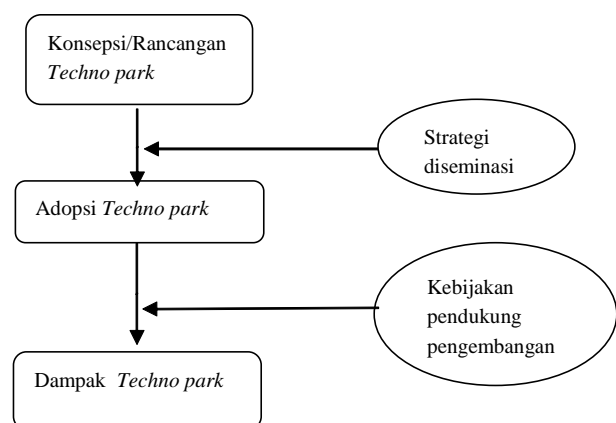 Konsepsi/Rancangan
Techno park
Strategi
diseminasi
Adopsi Techno park
Kebijakan
pendukung
pengembangan
Dampak Techno park